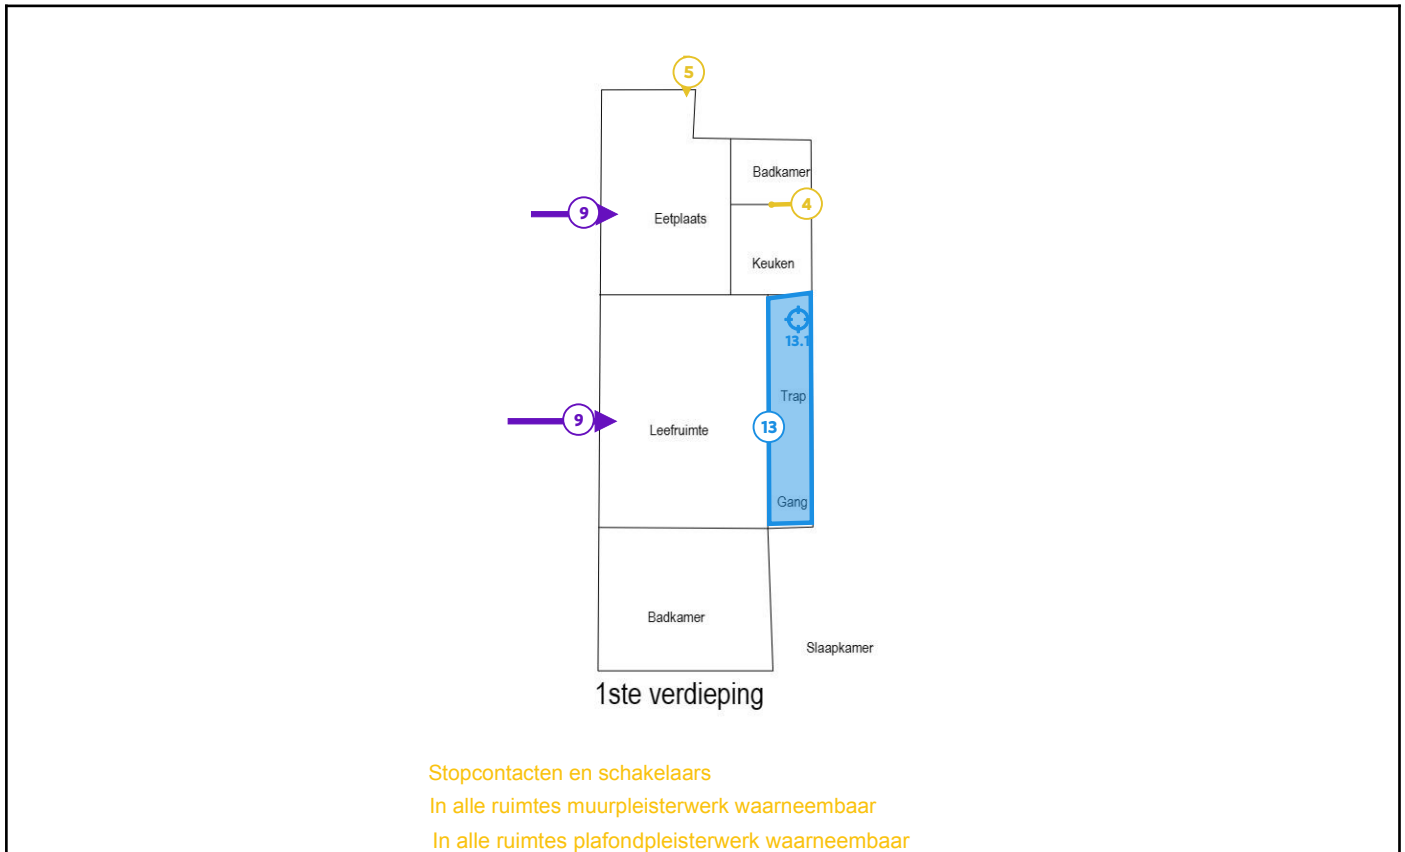 5
Badkamer
4
9
Eetplaats
Keuken
13.1
Trap
9
Leefruimte
13
Gang
Badkamer
Slaapkamer
1ste verdieping
Stopcontacten en schakelaars
In alle ruimtes muurpleisterwerk waarneembaar
In alle ruimtes plafondpleisterwerk waarneembaar